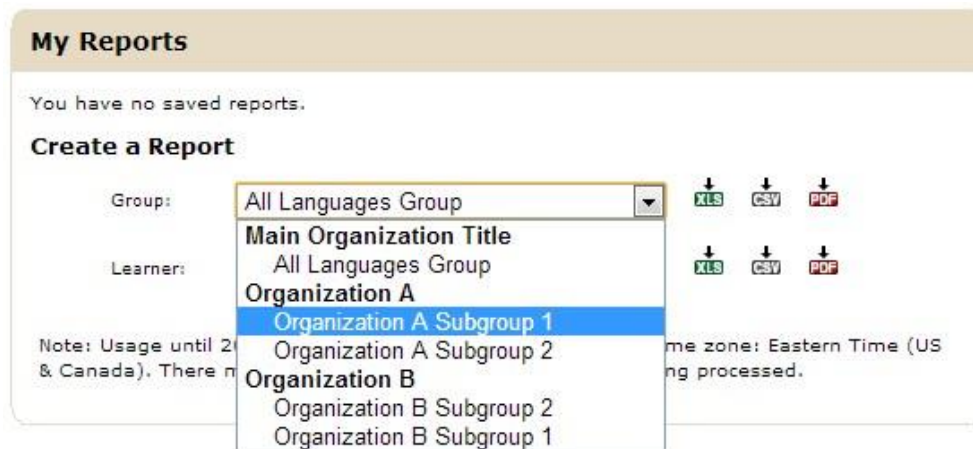 My Reports
You have no saved reports.
Create a Report
Group: All Languages Group XLS CSV PDF
Main Organization Title
All Languages Group
Learner: XLS CSV PDF
Organization A
Organization A Subgroup 1
Note: Usage until 20 me zone: Eastern Time (US
Organization A Subgroup 2
& Canada). There m ng processed.
Organization B
Organization B Subgroup 2
Organization B Subgroup 1